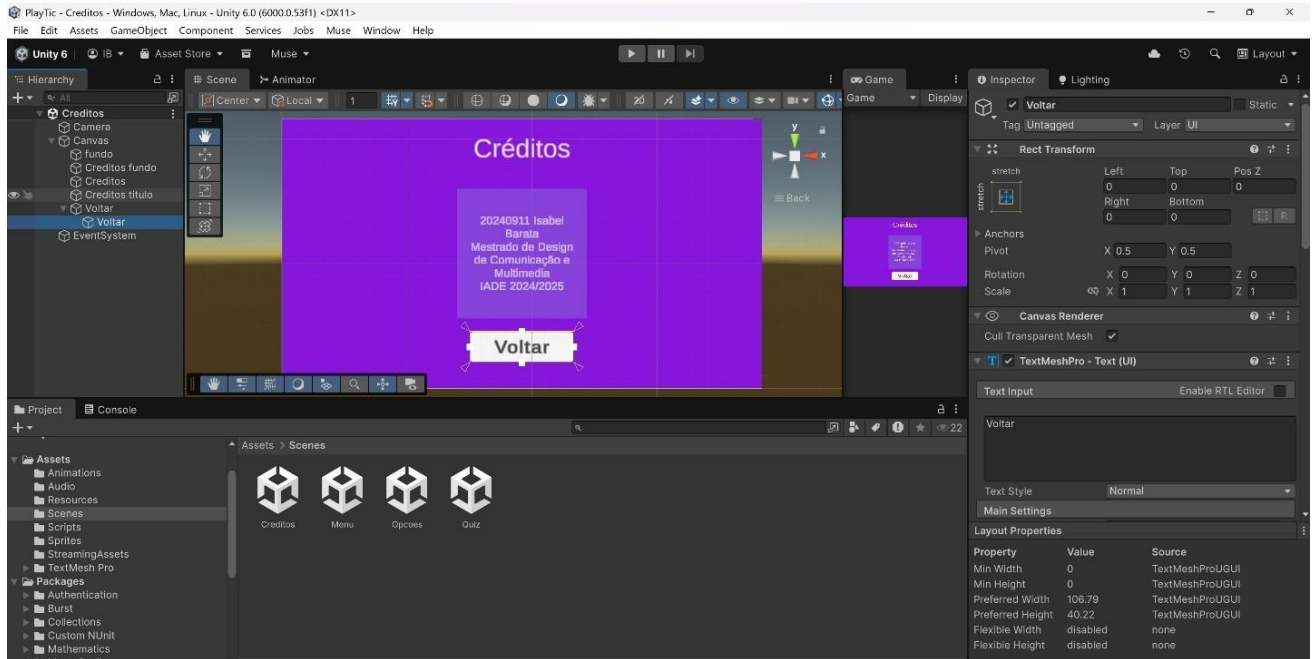 PlayTic - Creditos - Windows, Mac, Linux - Unity 6.0 (6000.0.53f1) <DX11>
File Edit Assets GameObject Component Services Jobs Muse Window Help
Unity 6 IB Asset Store Muse Layout
Hierarchy
All
Creditos
Camera
Canvas
fundo
Creditos fundo
Creditos
Creditos titulo
Voltar
Voltar
EventSystem
Scene Animator
Center Local 1 2D
Créditos
20240911 Isabel
Barata
Mestrado de Design
de Comunicação e
Multimedia
IADE 2024/2025
Voltar
y
x
Back
Game
Game Display
Créditos
Voltar
Inspector Lighting
Voltar Static
Tag Untagged Layer UI
Rect Transform
stretch Left Top Pos Z
stretch
0 0 0
Right Bottom
0 0 R
Anchors
Pivot X 0.5 Y 0.5
Rotation X 0 Y 0 Z 0
Scale X 1 Y 1 Z 1
Canvas Renderer
Cull Transparent Mesh
T TextMeshPro - Text (UI)
Text Input Enable RTL Editor
Voltar
Text Style Normal
Main Settings
Layout Properties
Property Value Source
Min Width 0 TextMeshProUGUI
Min Height 0 TextMeshProUGUI
Preferred Width 106.79 TextMeshProUGUI
Preferred Height 40.22 TextMeshProUGUI
Flexible Width disabled none
Flexible Height disabled none
Project Console
22
Assets
Animations
Audio
Resources
Scenes
Scripts
Sprites
StreamingAssets
TextMesh Pro
Packages
Authentication
Burst
Collections
Custom NUnit
Mathematics
Assets > Scenes
Creditos Menu Opcoes Quiz